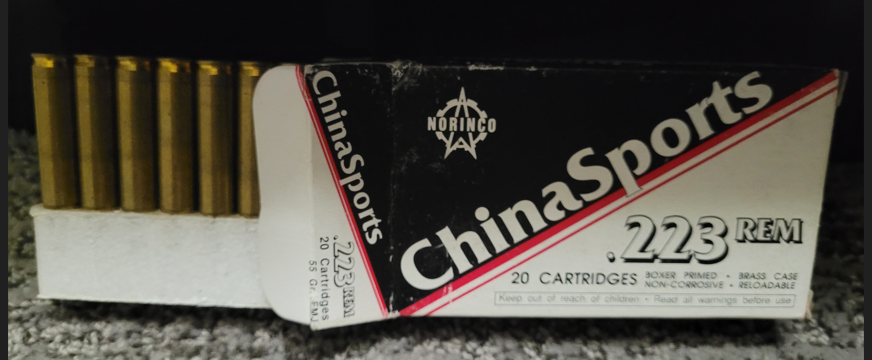 ChinaSports
.223 REM
20 Cartridges
55 Gr. FMJ
NORINCO
ChinaSports
.223 REM
20 CARTRIDGES
BOXER PRIMED • BRASS CASE
NON-CORROSIVE • RELOADABLE
Keep out of reach of children • Read all warnings before use